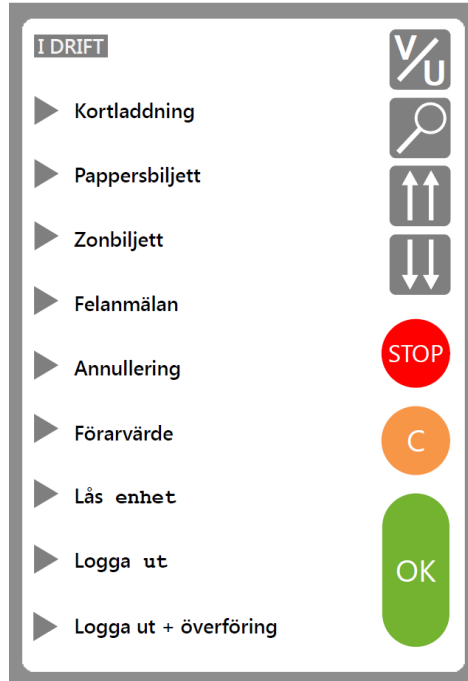 I DRIFT
V/U
Kortladdning
Pappersbiljett
Zonbiljett
Felanmälan
Annullering
STOP
Förarvärde
C
Lås enhet
Logga ut
OK
Logga ut + överföring